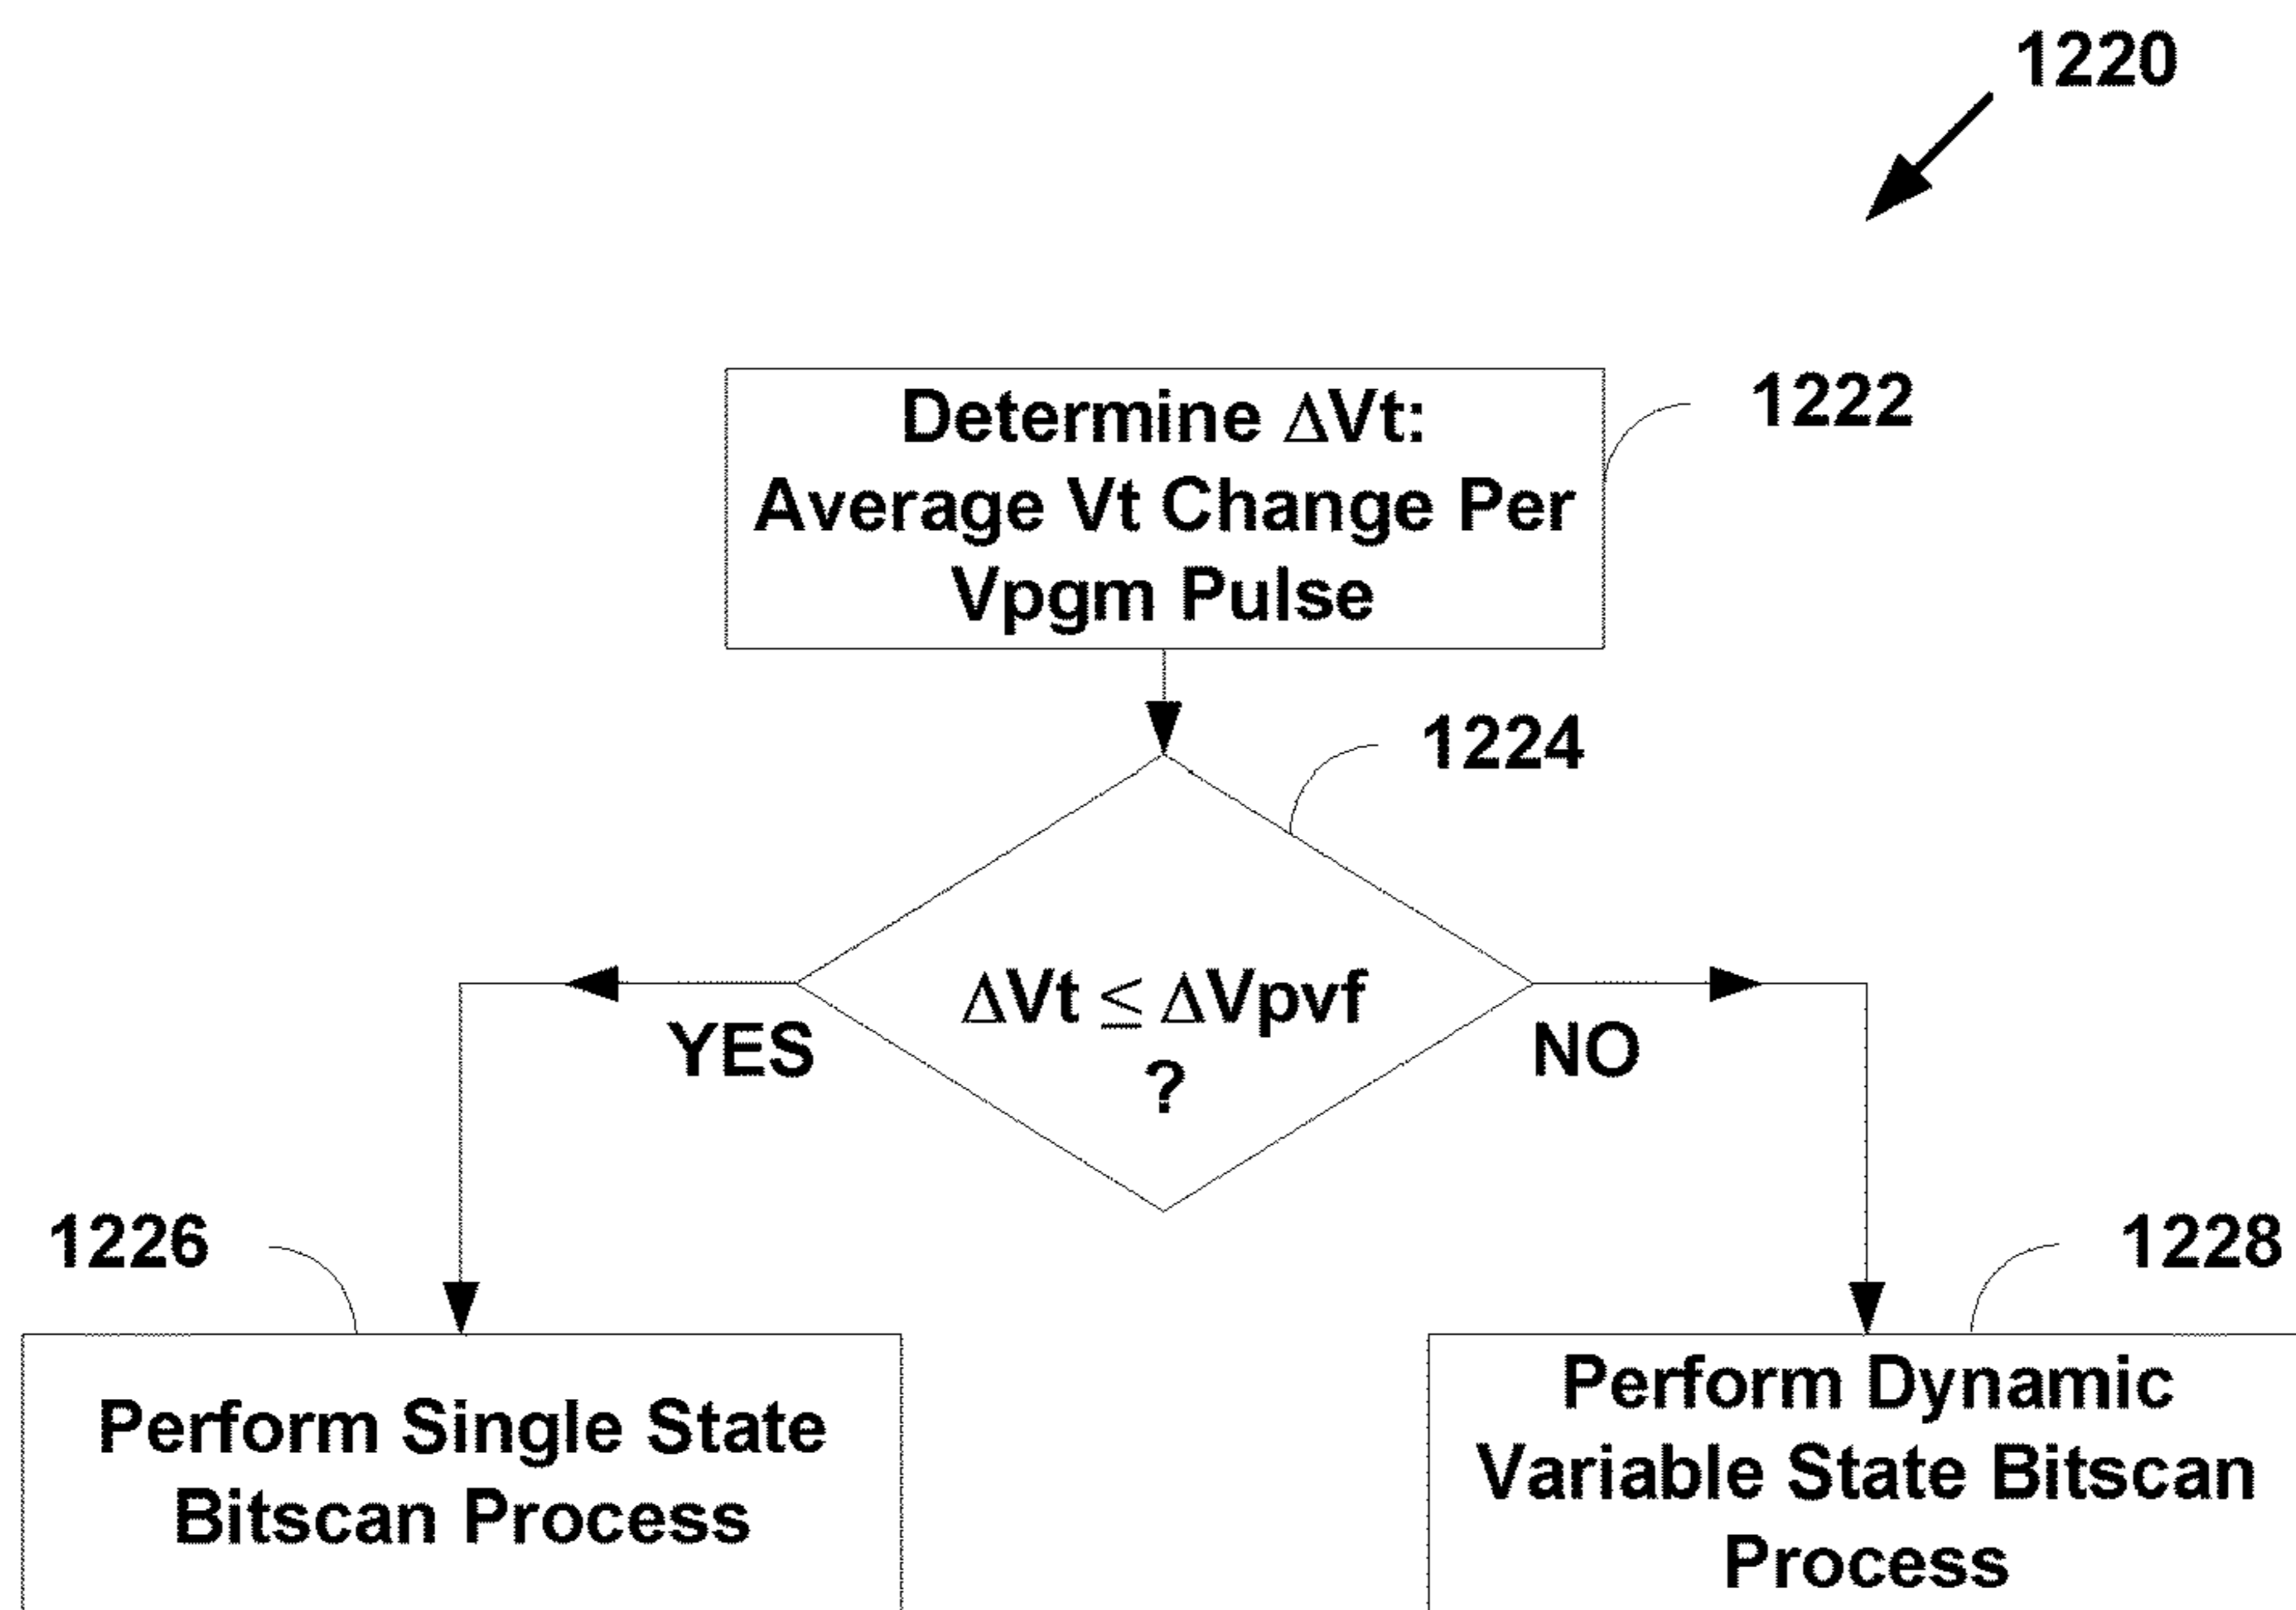 1220
Determine ΔVt:
Average Vt Change Per
Vpgm Pulse
1222
1224
ΔVt ≤ ΔVpvf
?
YES
NO
1226
1228
Perform Single State
Bitscan Process
Perform Dynamic
Variable State Bitscan
Process